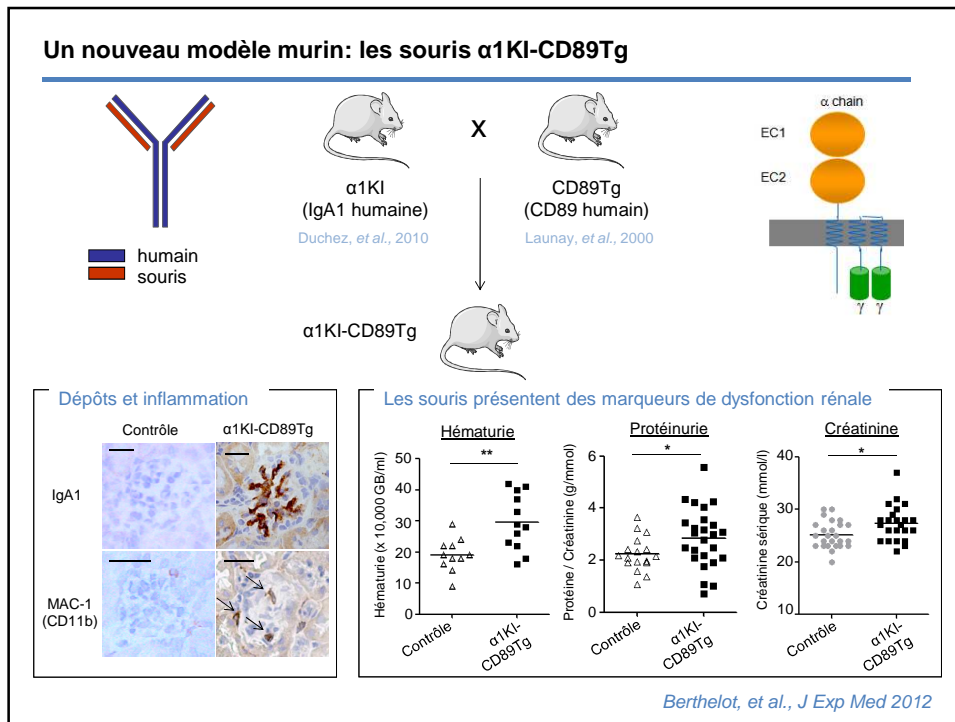 Un nouveau modèle murin: les souris α1KI-CD89Tg
humain
souris
α1KI
(IgA1 humaine)
Duchez, et al., 2010
X
CD89Tg
(CD89 humain)
Launay, et al., 2000
α1KI-CD89Tg
α chain
EC1
EC2
γ γ
Dépôts et inflammation
Contrôle α1KI-CD89Tg
IgA1
MAC-1
(CD11b)
Les souris présentent des marqueurs de dysfonction rénale
Hématurie
**
Hématurie (x 10,000 GB/ml)
50
40
30
20
10
0
Contrôle
α1KI-
CD89Tg
Protéinurie
*
Protéine / Créatinine (g/mmol)
6
4
2
0
Contrôle
α1KI-
CD89Tg
Créatinine
*
Créatinine sérique (mmol/l)
30
20
10
Contrôle
α1KI-
CD89Tg
Berthelot, et al., J Exp Med 2012